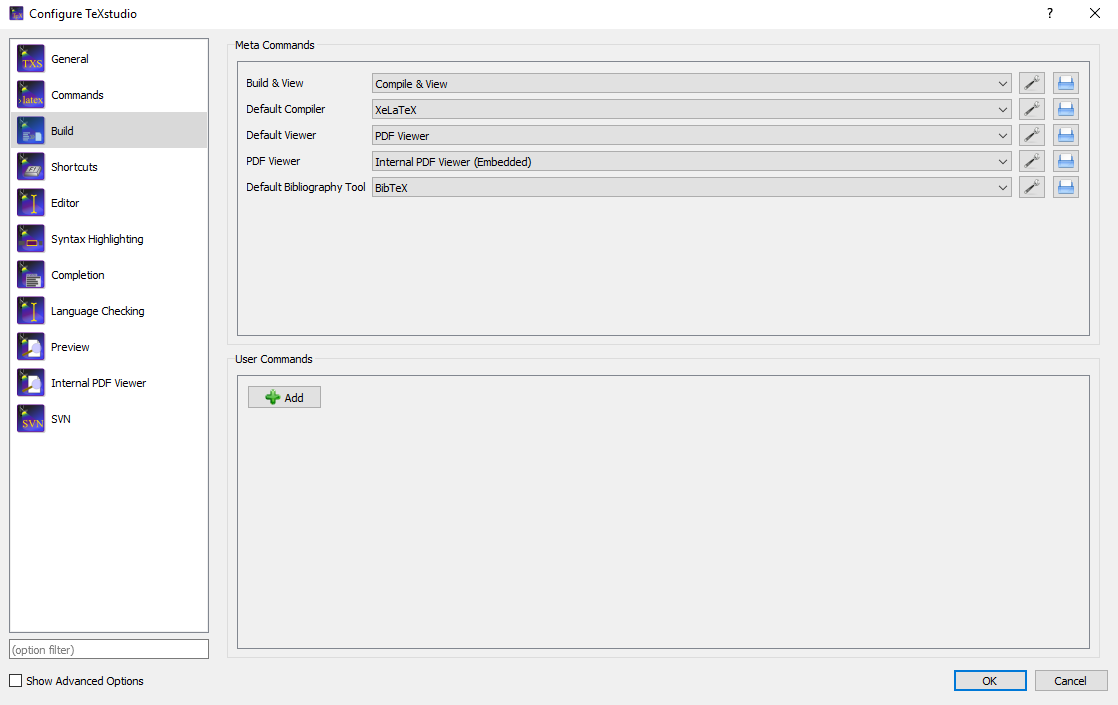 Configure TeXstudio
?
TXS General
›latex Commands
Build
Shortcuts
Editor
Syntax Highlighting
Completion
Language Checking
Preview
Internal PDF Viewer
SVN SVN
(option filter)
Show Advanced Options
Meta Commands
Build & View Compile & View
Default Compiler XeLaTeX
Default Viewer PDF Viewer
PDF Viewer Internal PDF Viewer (Embedded)
Default Bibliography Tool BibTeX
User Commands
Add
OK Cancel